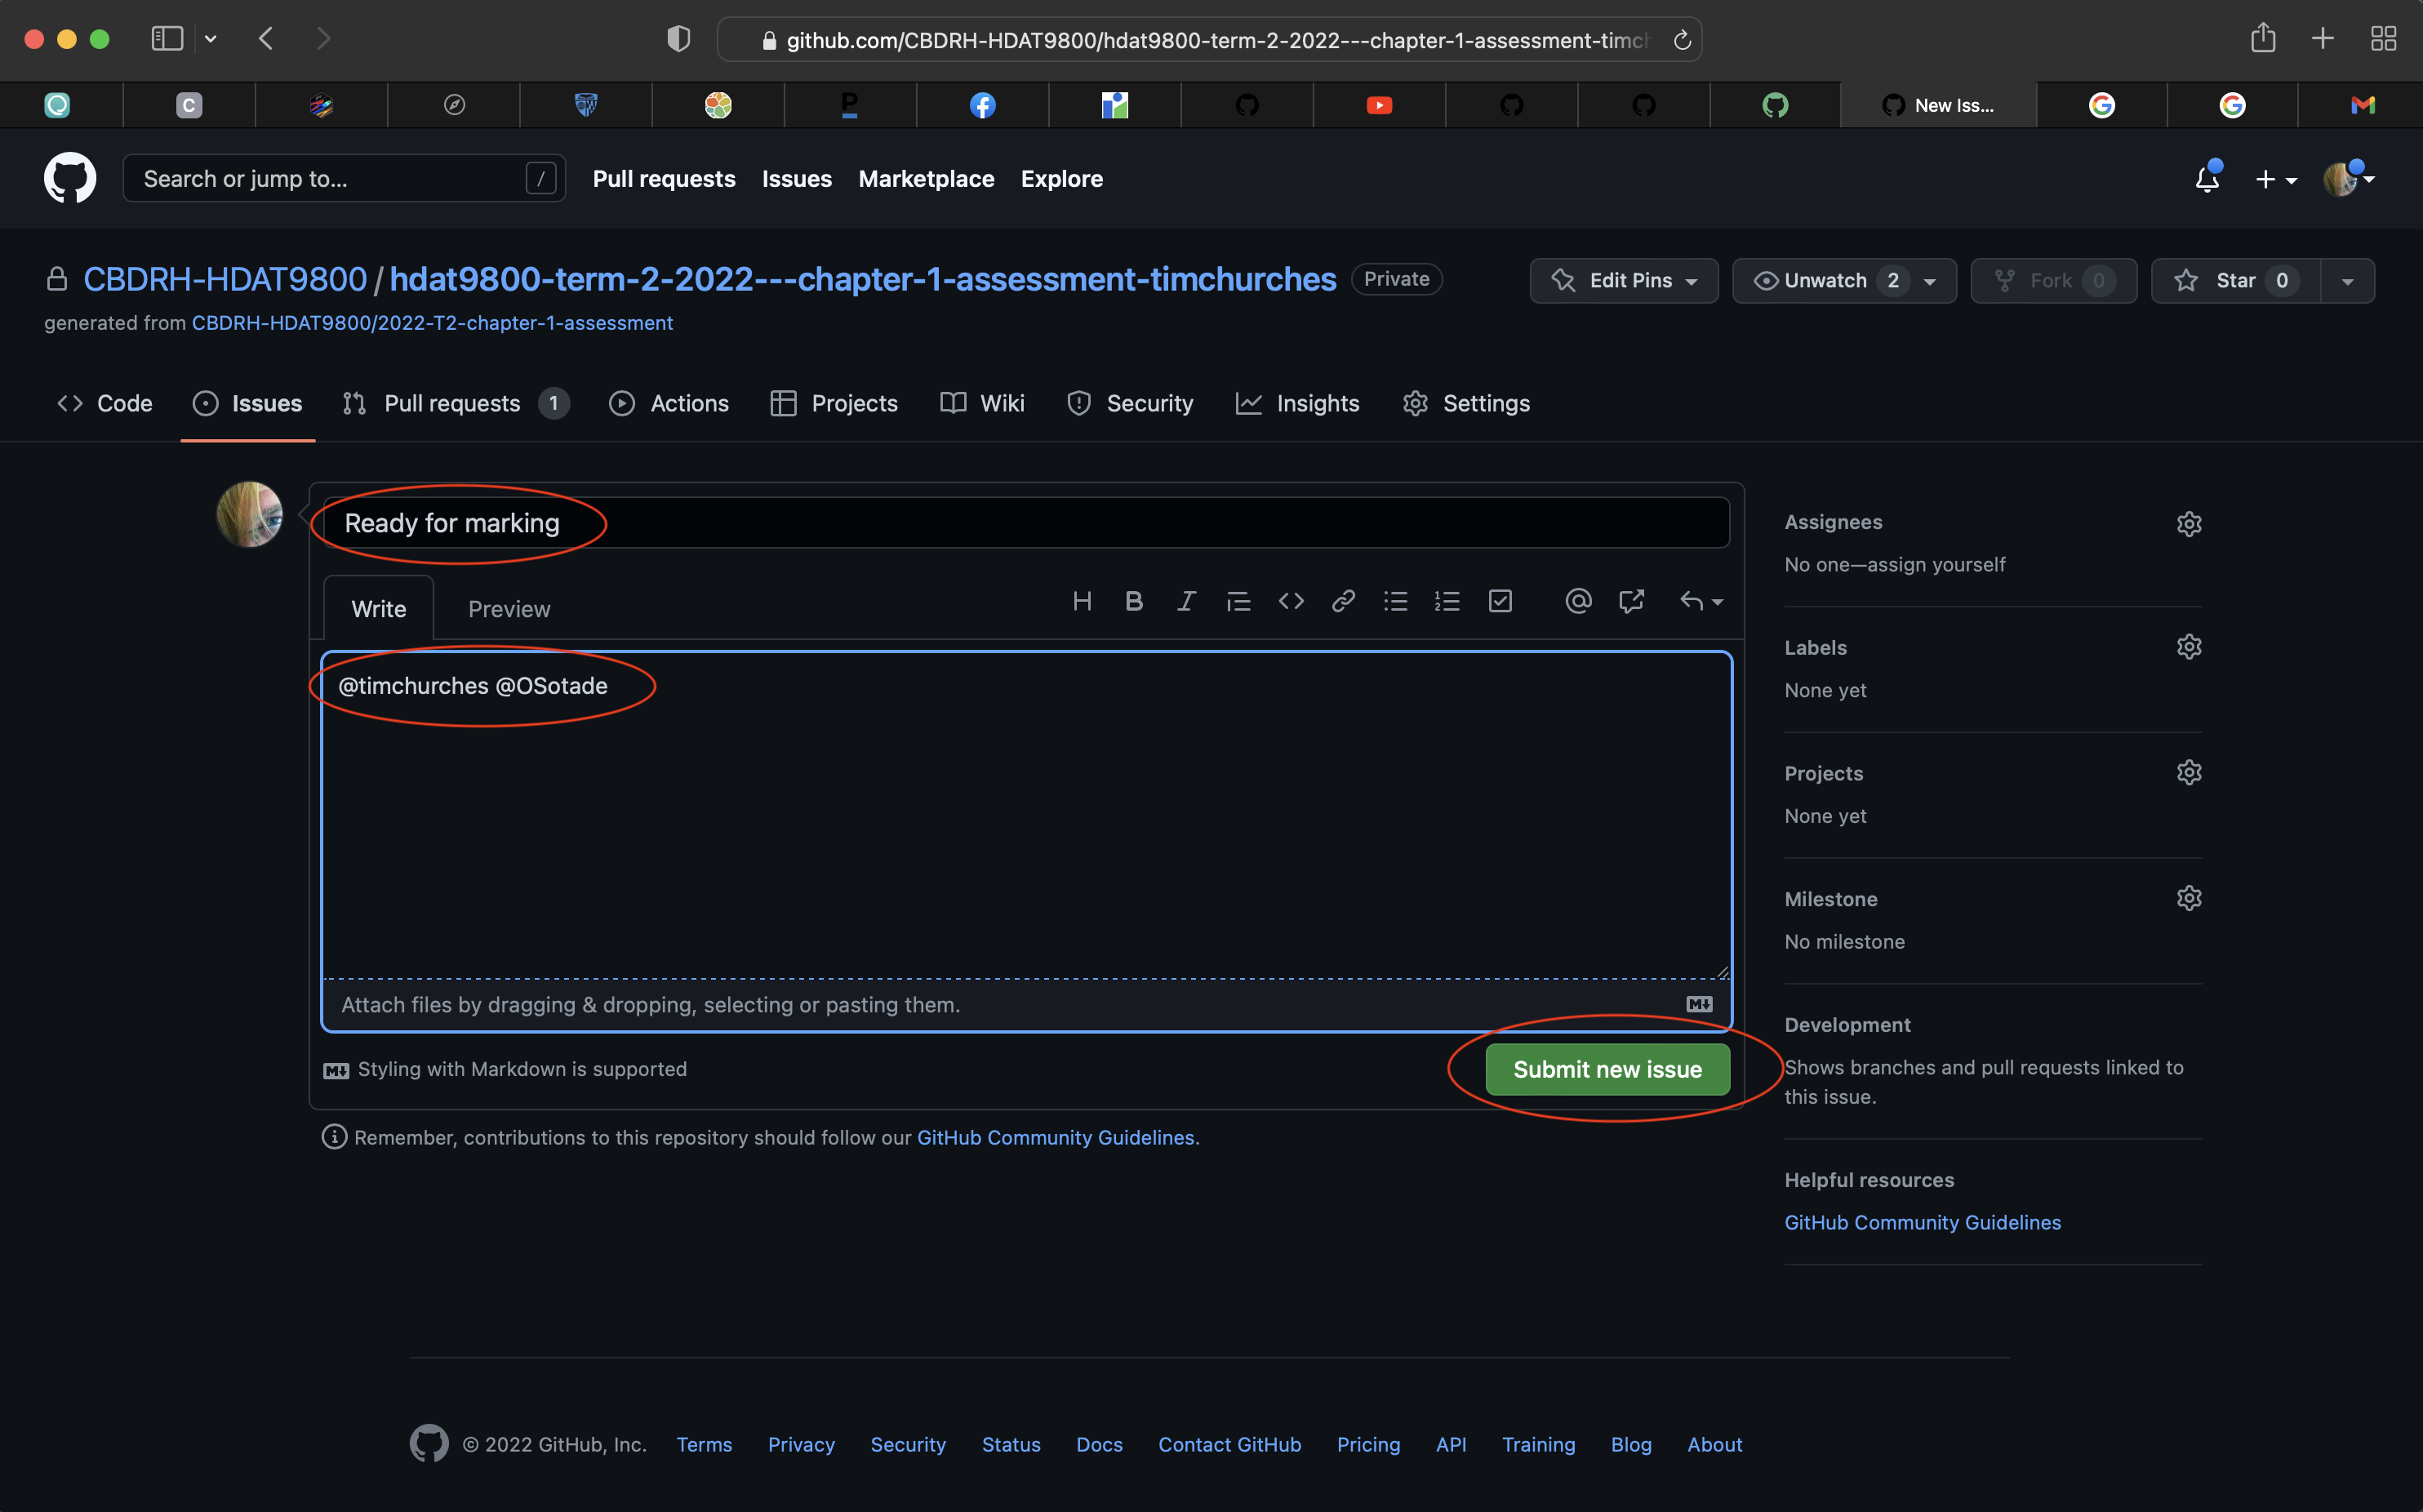 github.com/CBDRH-HDAT9800/hdat9800-term-2-2022---chapter-1-assessment-timch
C
P
New Iss...
Search or jump to...
/
Pull requests
Issues
Marketplace
Explore
CBDRH-HDAT9800 / hdat9800-term-2-2022---chapter-1-assessment-timchurches
Private
Edit Pins
Unwatch 2
Fork 0
Star 0
generated from CBDRH-HDAT9800/2022-T2-chapter-1-assessment
Code
Issues
Pull requests 1
Actions
Projects
Wiki
Security
Insights
Settings
Ready for marking
Write
Preview
@timchurches @OSotade
Attach files by dragging & dropping, selecting or pasting them.
Styling with Markdown is supported
Submit new issue
Remember, contributions to this repository should follow our GitHub Community Guidelines.
Assignees
No one—assign yourself
Labels
None yet
Projects
None yet
Milestone
No milestone
Development
Shows branches and pull requests linked to
this issue.
Helpful resources
GitHub Community Guidelines
© 2022 GitHub, Inc.
Terms
Privacy
Security
Status
Docs
Contact GitHub
Pricing
API
Training
Blog
About